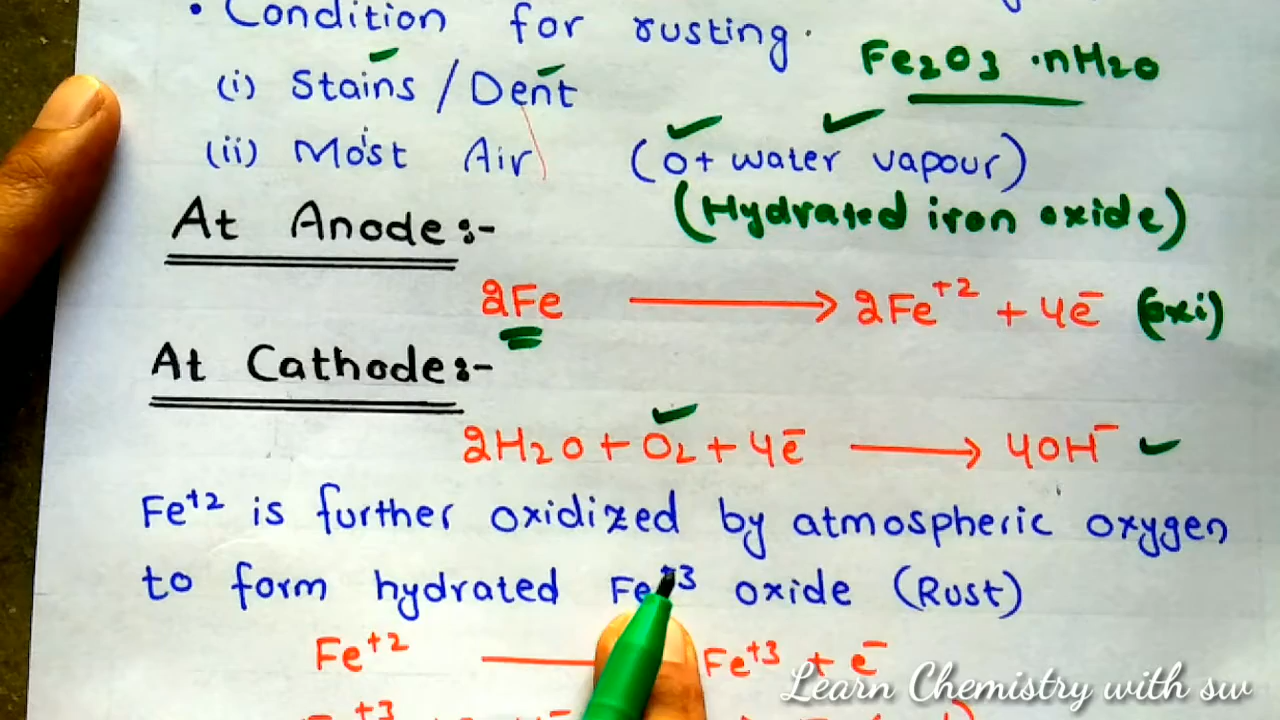 • Condition for rusting.
Fe2O3 .nH2O
(i) Stains / Dent
(ii) Moist Air (O+ water vapour)
(Hydrated iron oxide)
At Anode:-
2Fe → 2Fe+2 + 4e- (oxi)
At Cathode:-
2H2O + O2 + 4e- → 4OH-
Fe+2 is further oxidized by atmospheric oxygen
to form hydrated Fe+3 oxide (Rust)
Fe+2 Fe+3 + e-
+3
Learn Chemistry with sw